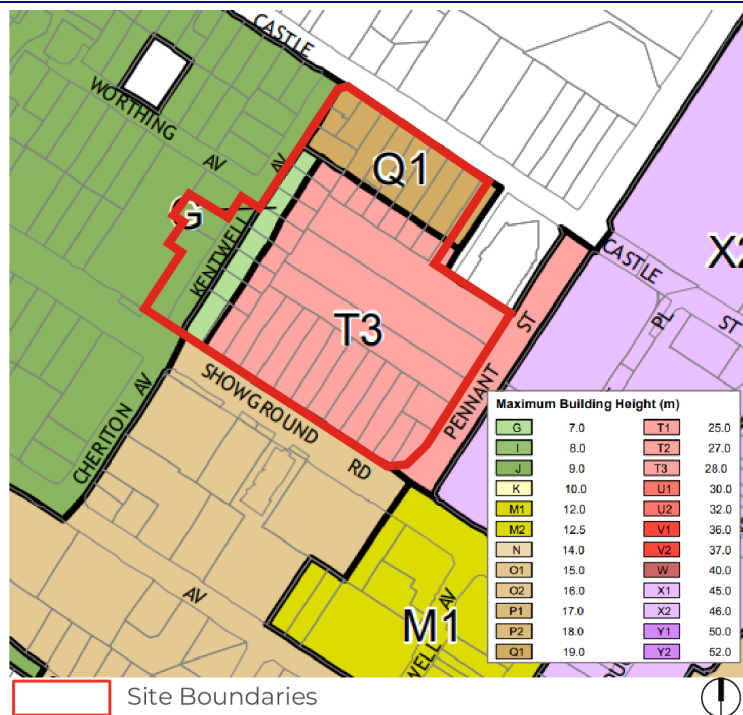 CASTLE
WORTHING
AV
AV
Q1
G
KENTWELL
T3
CASTLE
X2
PL
ST
ST
PENNANT
SHOWGROUND
RD
CHERITON AV
AV
M1
AV
Maximum Building Height (m)
G 7.0 T1 25.0
I 8.0 T2 27.0
J 9.0 T3 28.0
K 10.0 U1 30.0
M1 12.0 U2 32.0
M2 12.5 V1 36.0
N 14.0 V2 37.0
O1 15.0 W 40.0
O2 16.0 X1 45.0
P1 17.0 X2 46.0
P2 18.0 Y1 50.0
Q1 19.0 Y2 52.0
Site Boundaries